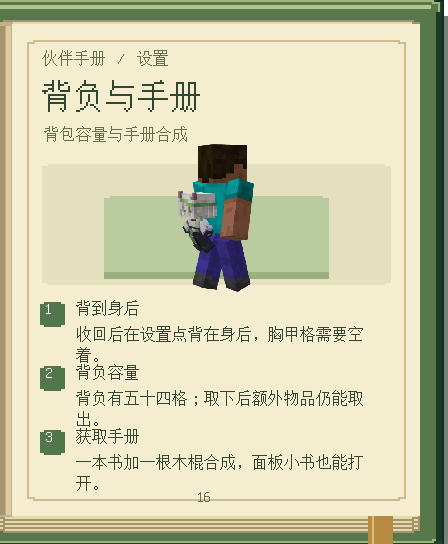 伙伴手册 / 设置
背负与手册
背包容量与手册合成
1 背到身后
收回后在设置点背在身后，胸甲格需要空
着。
2 背负容量
背负有五十四格；取下后额外物品仍能取
出。
3 获取手册
一本书加一根木棍合成，面板小书也能打
开。
16